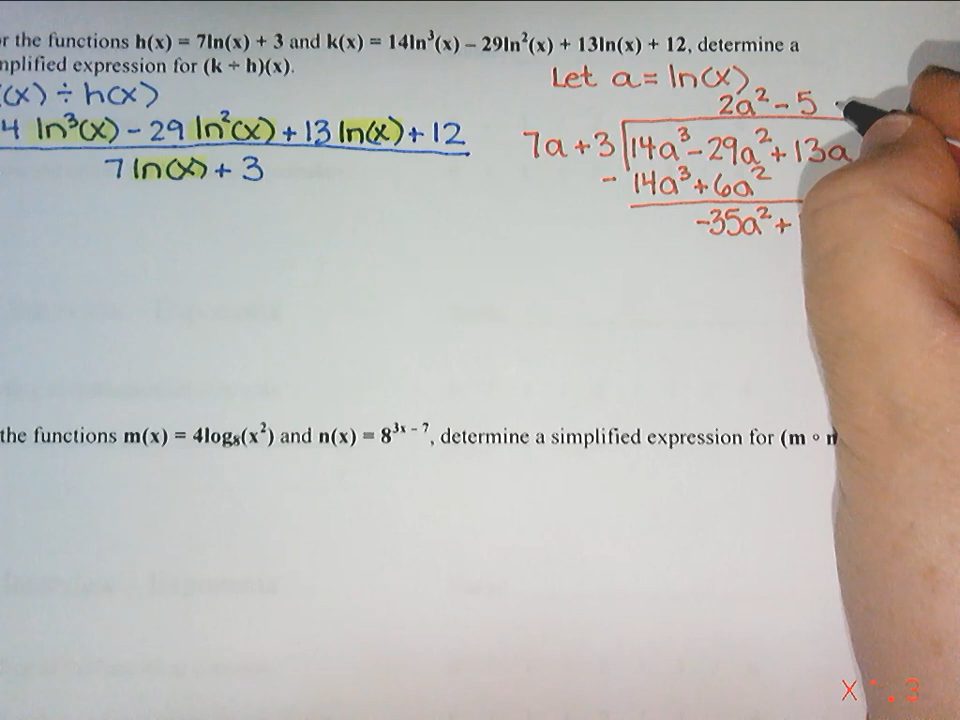 r the functions h(x) = 7ln(x) + 3 and k(x) = 14ln³(x) – 29ln²(x) + 13ln(x) + 12, determine a
nplified expression for (k ÷ h)(x).
(x) ÷ h(x)
4 ln³(x) - 29 ln²(x) + 13 ln(x) + 12
7 ln(x) + 3
Let a = ln(x)
2a² - 5
7a + 3 14a³ - 29a² + 13a
- 14a³ + 6a²
-35a² +
the functions m(x) = 4log₈(x²) and n(x) = 8³ˣ ⁻ ⁷, determine a simplified expression for (m ∘ n
X .3